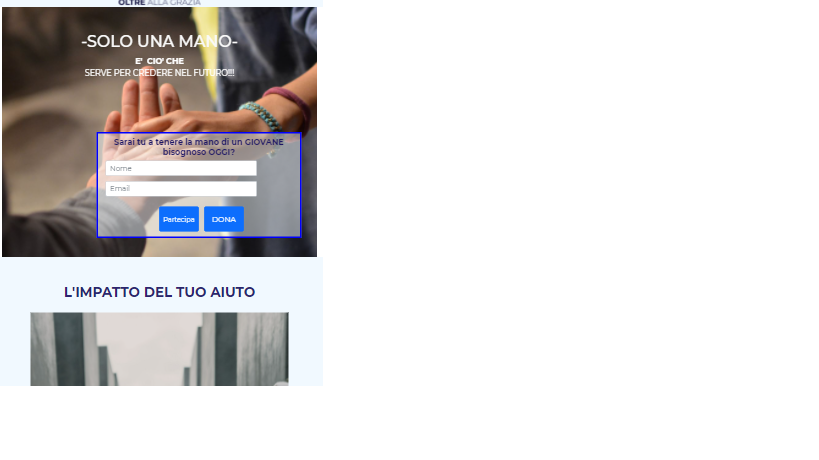 OLTRE ALLA GRAZIA
-SOLO UNA MANO-
E' CIO' CHE
SERVE PER CREDERE NEL FUTURO!!!
Sarai tu a tenere la mano di un GIOVANE
bisognoso OGGI?
Nome
Email
Partecipa DONA
L'IMPATTO DEL TUO AIUTO